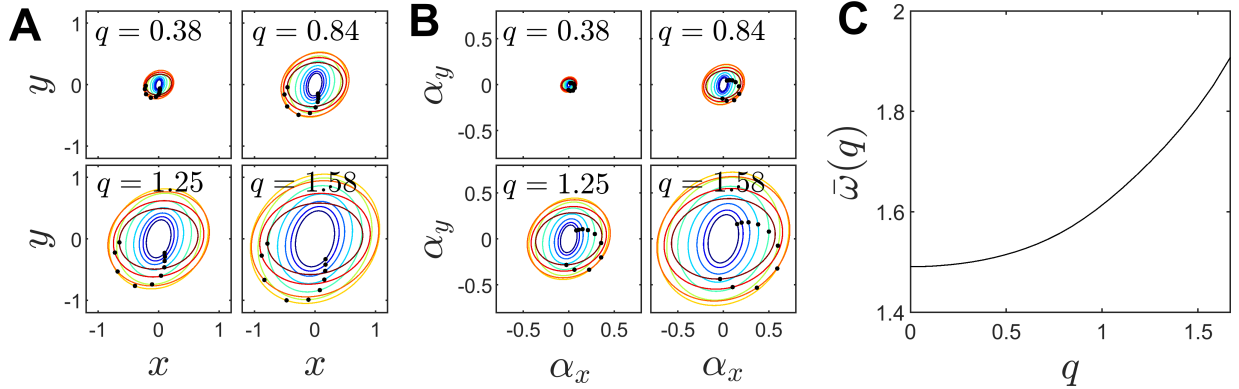 A
q = 0.38
q = 0.84
y
1
0
-1
q = 1.25
q = 1.58
y
1
0
-1
-1 0 1
-1 0 1
x
x
B
q = 0.38
q = 0.84
α_y
0.5
0
-0.5
q = 1.25
q = 1.58
α_y
0.5
0
-0.5
-0.5 0 0.5
-0.5 0 0.5
α_x
α_x
C
2
1.8
1.6
1.4
ω̄(q)
0 0.5 1 1.5
q